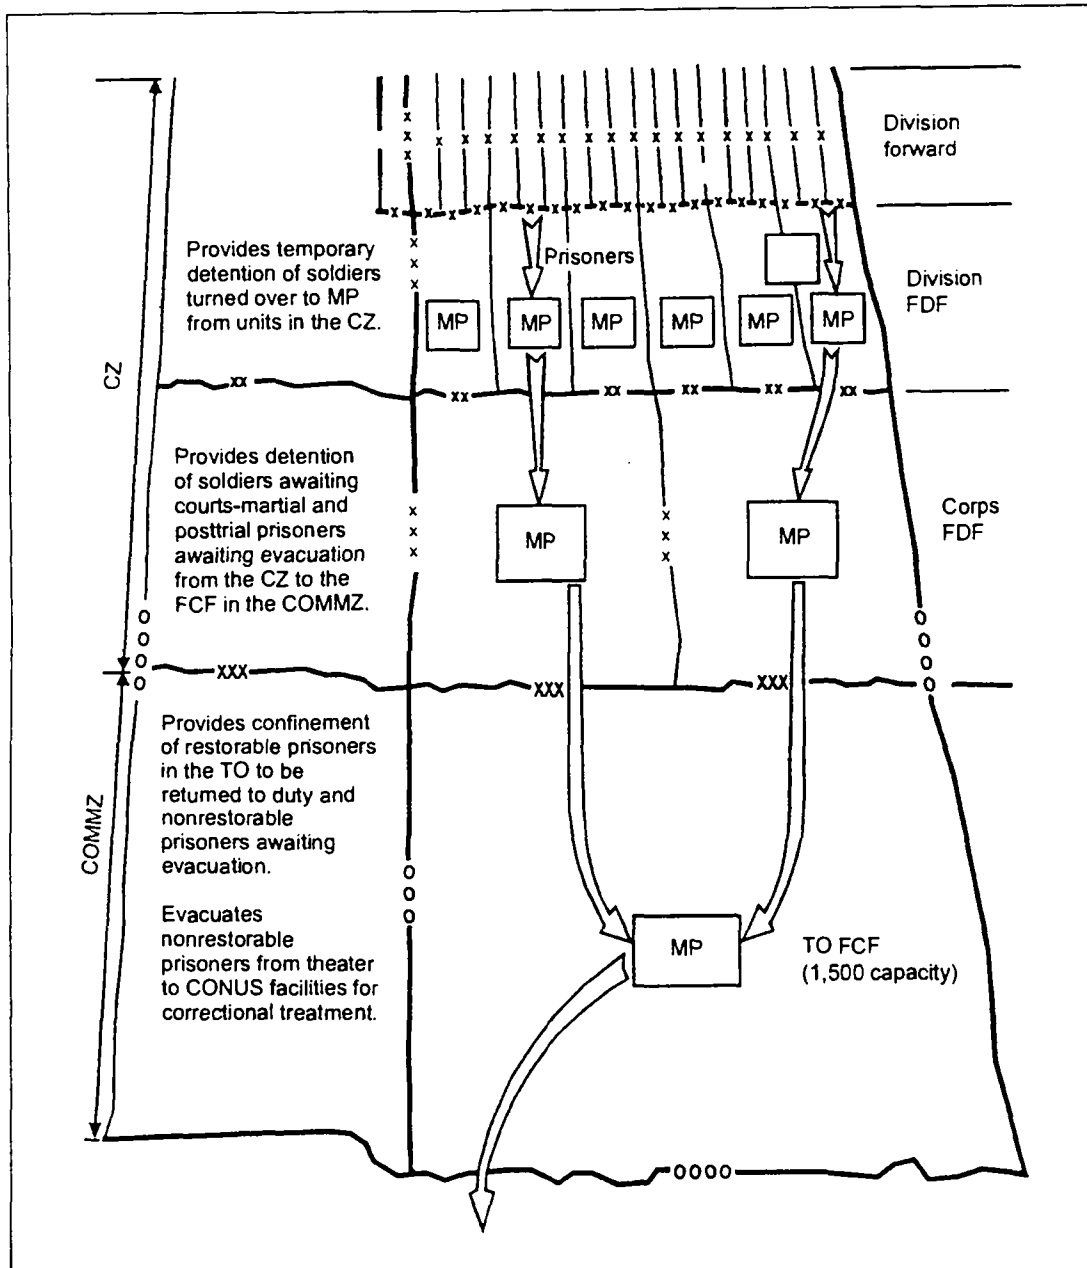 Division
forward
Provides temporary
detention of soldiers
turned over to MP
from units in the CZ.
Prisoners
Division
FDF
MP
MP
MP
MP
MP
MP
CZ
xx
xx
xx
xx
xx
xx
Provides detention
of soldiers awaiting
courts-martial and
posttrial prisoners
awaiting evacuation
from the CZ to the
FCF in the COMMZ.
MP
MP
Corps
FDF
XXX
XXX
XXX
Provides confinement
of restorable prisoners
in the TO to be
returned to duty and
nonrestorable
prisoners awaiting
evacuation.
COMMZ
Evacuates
nonrestorable
prisoners from theater
to CONUS facilities for
correctional treatment.
MP
TO FCF
(1,500 capacity)
OOOO